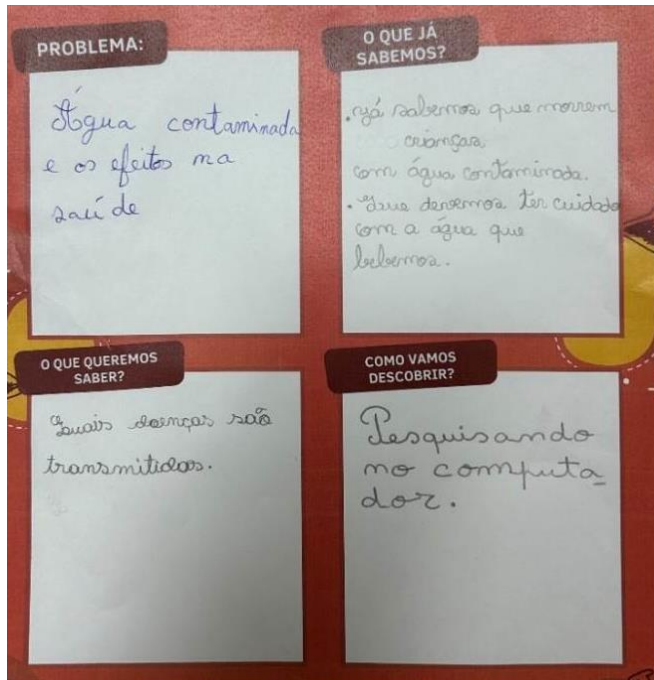 PROBLEMA:
Água contaminada
e os efeitos na
saúde
O QUE JÁ
SABEMOS?
. Já sabemos que morrem
crianças
com água contaminada.
. Que devemos ter cuidado
com a água que
bebemos.
O QUE QUEREMOS
SABER?
Quais doenças são
transmitidas.
COMO VAMOS
DESCOBRIR?
Pesquisando
no computa_
dor.